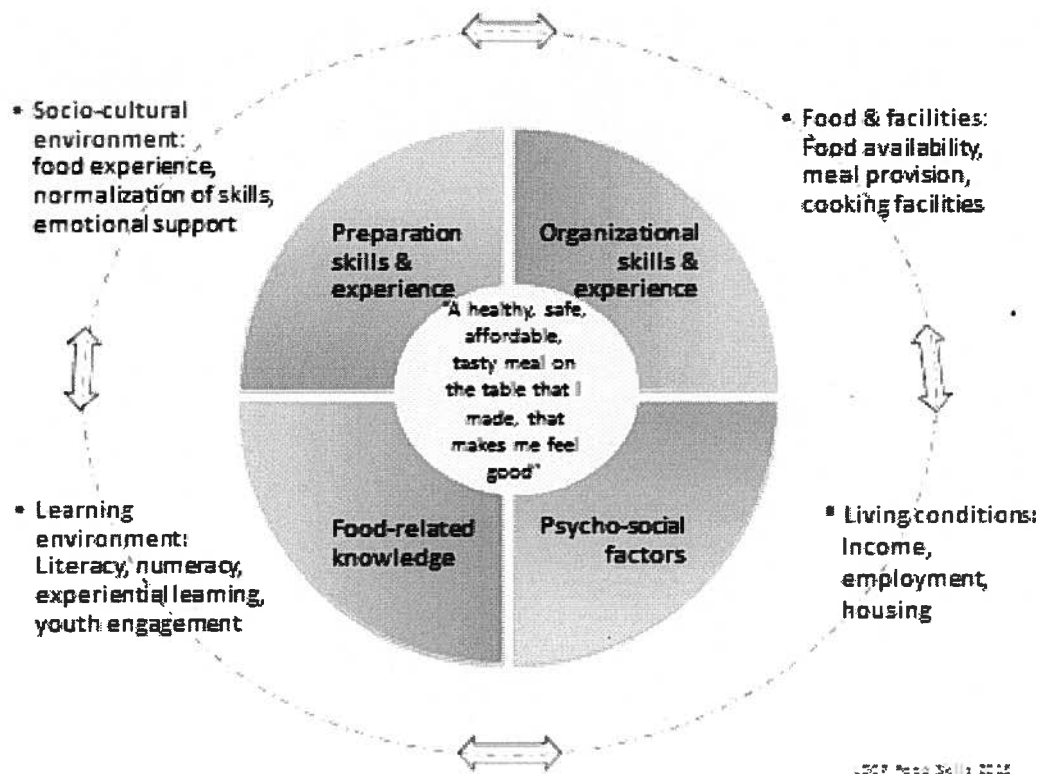 • Socio-cultural
environment:
food experience,
normalization of skills,
emotional support
• Food & facilities:
Food availability,
meal provision,
cooking facilities
Preparation
skills &
experience
Organizational
skills &
experience
"A healthy, safe,
affordable,
tasty meal on
the table that I
made, that
makes me feel
good"
• Learning
environment:
Literacy, numeracy,
experiential learning,
youth engagement
Food-related
knowledge
Psycho-social
factors
• Living conditions:
Income,
employment,
housing
Food Skills